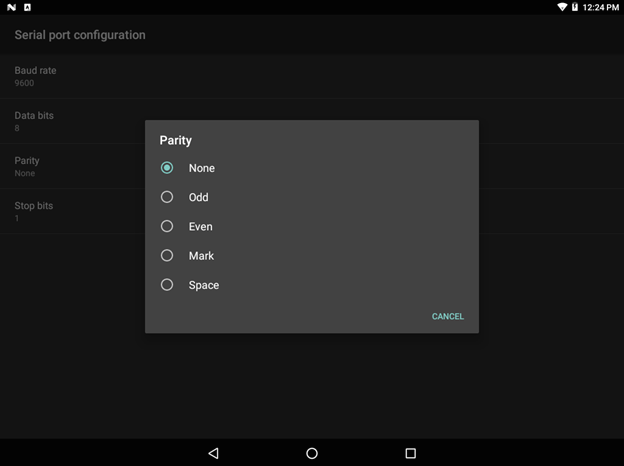 12:24 PM
Serial port configuration
Baud rate
9600
Data bits
8
Parity
None
Stop bits
1
Parity
None
Odd
Even
Mark
Space
CANCEL